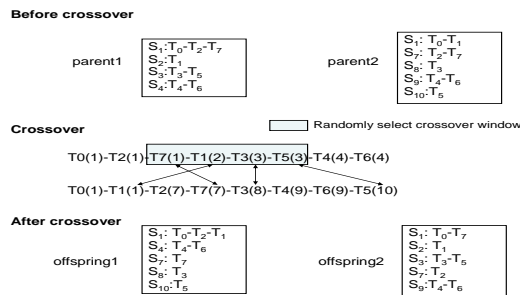 Before crossover
parent1
S1:T0-T2-T7
S2:T1
S3:T3-T5
S4:T4-T6
parent2
S1: T0-T1
S7: T2-T7
S8: T3
S9: T4-T6
S10:T5
Crossover
Randomly select crossover window
T0(1)-T2(1)-T7(1)-T1(2)-T3(3)-T5(3)-T4(4)-T6(4)
T0(1)-T1(1)-T2(7)-T7(7)-T3(8)-T4(9)-T6(9)-T5(10)
After crossover
offspring1
S1: T0-T2-T1
S4: T4-T6
S7: T7
S8: T3
S10:T5
offspring2
S1: T0-T7
S2: T1
S3: T3-T5
S7: T2
S9:T4-T6